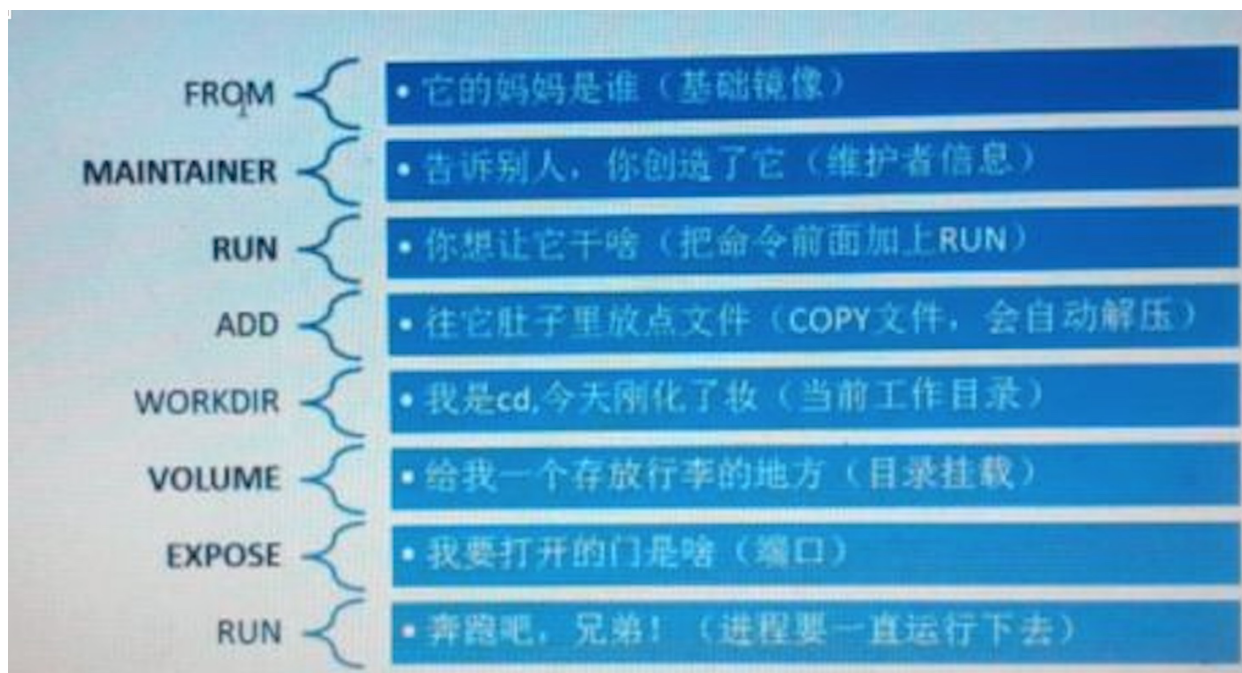 FROM
• 它的妈妈是谁（基础镜像）
MAINTAINER
• 告诉别人，你创造了它（维护者信息）
RUN
• 你想让它干啥（把命令前面加上RUN）
ADD
• 往它肚子里放点文件（COPY文件，会自动解压）
WORKDIR
• 我是cd,今天刚化了妆（当前工作目录）
VOLUME
• 给我一个存放行李的地方（目录挂载）
EXPOSE
• 我要打开的门是啥（端口）
RUN
• 奔跑吧，兄弟！（进程要一直运行下去）